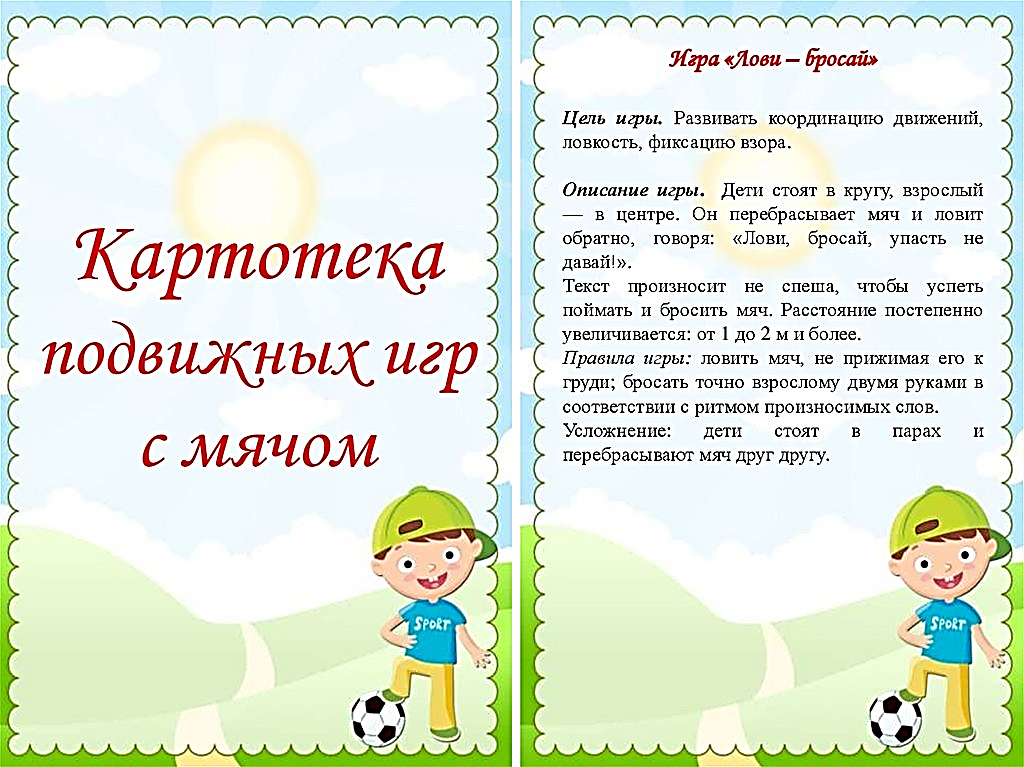 Картотека
подвижных игр
с мячом
SPORT
Игра «Лови – бросай»
Цель игры. Развивать координацию движений,
ловкость, фиксацию взора.
Описание игры. Дети стоят в кругу, взрослый
— в центре. Он перебрасывает мяч и ловит
обратно, говоря: «Лови, бросай, упасть не
давай!».
Текст произносит не спеша, чтобы успеть
поймать и бросить мяч. Расстояние постепенно
увеличивается: от 1 до 2 м и более.
Правила игры: ловить мяч, не прижимая его к
груди; бросать точно взрослому двумя руками в
соответствии с ритмом произносимых слов.
Усложнение: дети стоят в парах и
перебрасывают мяч друг другу.
SPORT